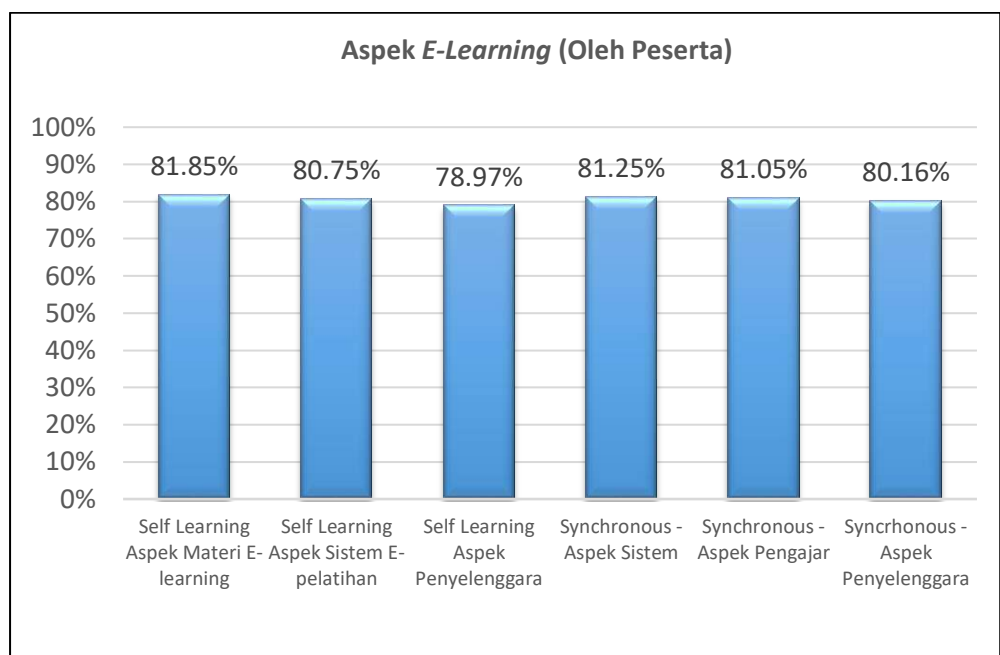 Aspek E-Learning (Oleh Peserta)
100%
90%
80%
70%
60%
50%
40%
30%
20%
10%
0%
81.85%
80.75%
78.97%
81.25%
81.05%
80.16%
Self Learning
Aspek Materi E-
learning
Self Learning
Aspek Sistem E-
pelatihan
Self Learning
Aspek
Penyelenggara
Synchronous -
Aspek Sistem
Synchronous -
Aspek Pengajar
Syncrhonous -
Aspek
Penyelenggara